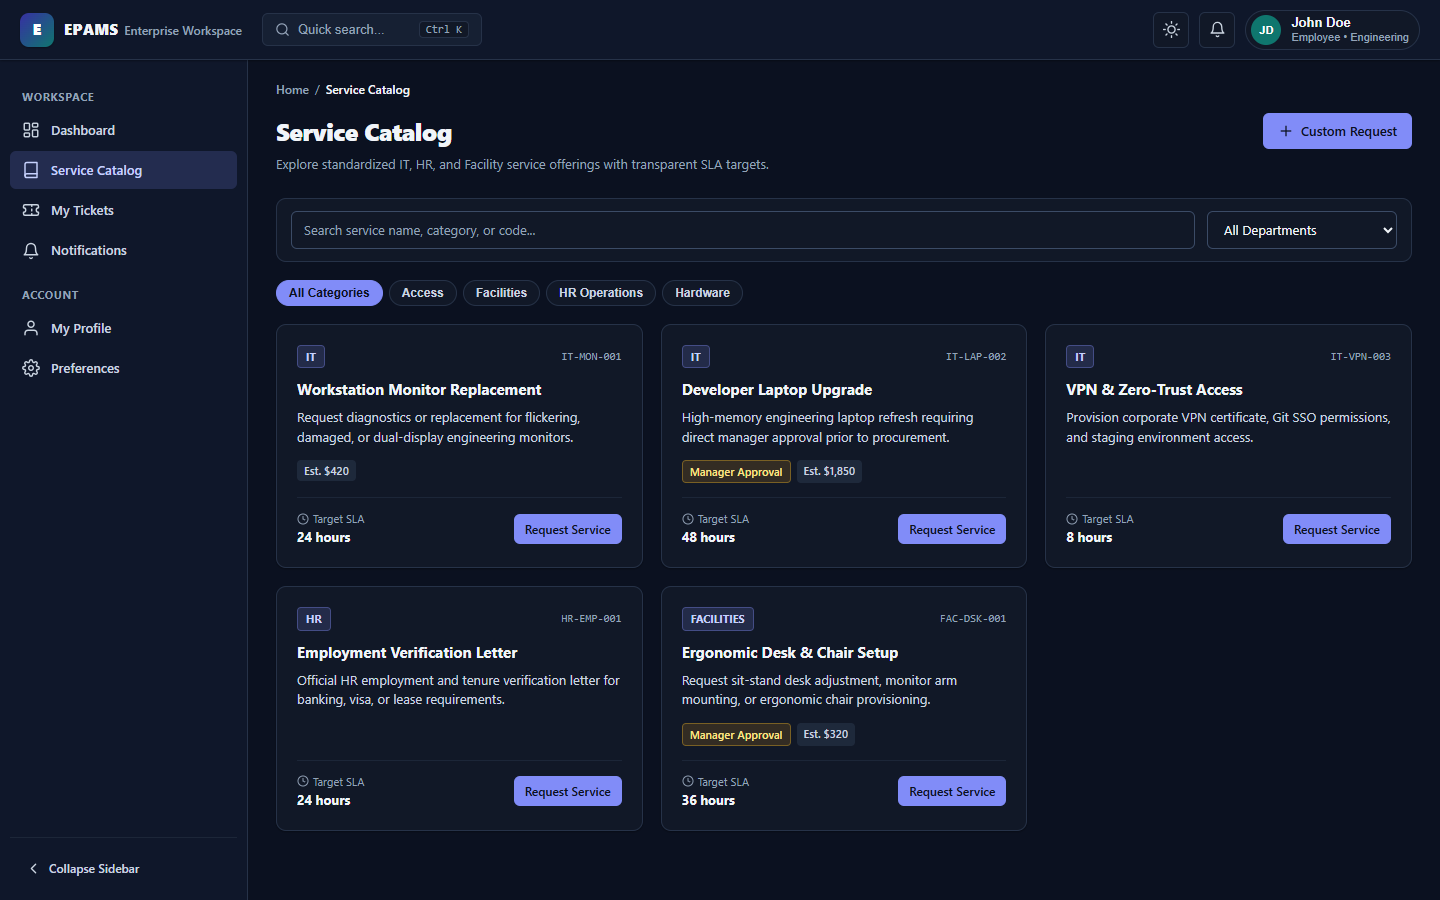 E EPAMS Enterprise Workspace
Quick search... Ctrl K
JD John Doe
Employee • Engineering
WORKSPACE
Dashboard
Service Catalog
My Tickets
Notifications
ACCOUNT
My Profile
Preferences
Collapse Sidebar
Home / Service Catalog
Service Catalog
Explore standardized IT, HR, and Facility service offerings with transparent SLA targets.
Custom Request
Search service name, category, or code...
All Departments
All Categories Access Facilities HR Operations Hardware
IT IT-MON-001
Workstation Monitor Replacement
Request diagnostics or replacement for flickering,
damaged, or dual-display engineering monitors.
Est. $420
Target SLA
24 hours
Request Service
IT IT-LAP-002
Developer Laptop Upgrade
High-memory engineering laptop refresh requiring
direct manager approval prior to procurement.
Manager Approval Est. $1,850
Target SLA
48 hours
Request Service
IT IT-VPN-003
VPN & Zero-Trust Access
Provision corporate VPN certificate, Git SSO permissions,
and staging environment access.
Target SLA
8 hours
Request Service
HR HR-EMP-001
Employment Verification Letter
Official HR employment and tenure verification letter for
banking, visa, or lease requirements.
Target SLA
24 hours
Request Service
FACILITIES FAC-DSK-001
Ergonomic Desk & Chair Setup
Request sit-stand desk adjustment, monitor arm
mounting, or ergonomic chair provisioning.
Manager Approval Est. $320
Target SLA
36 hours
Request Service